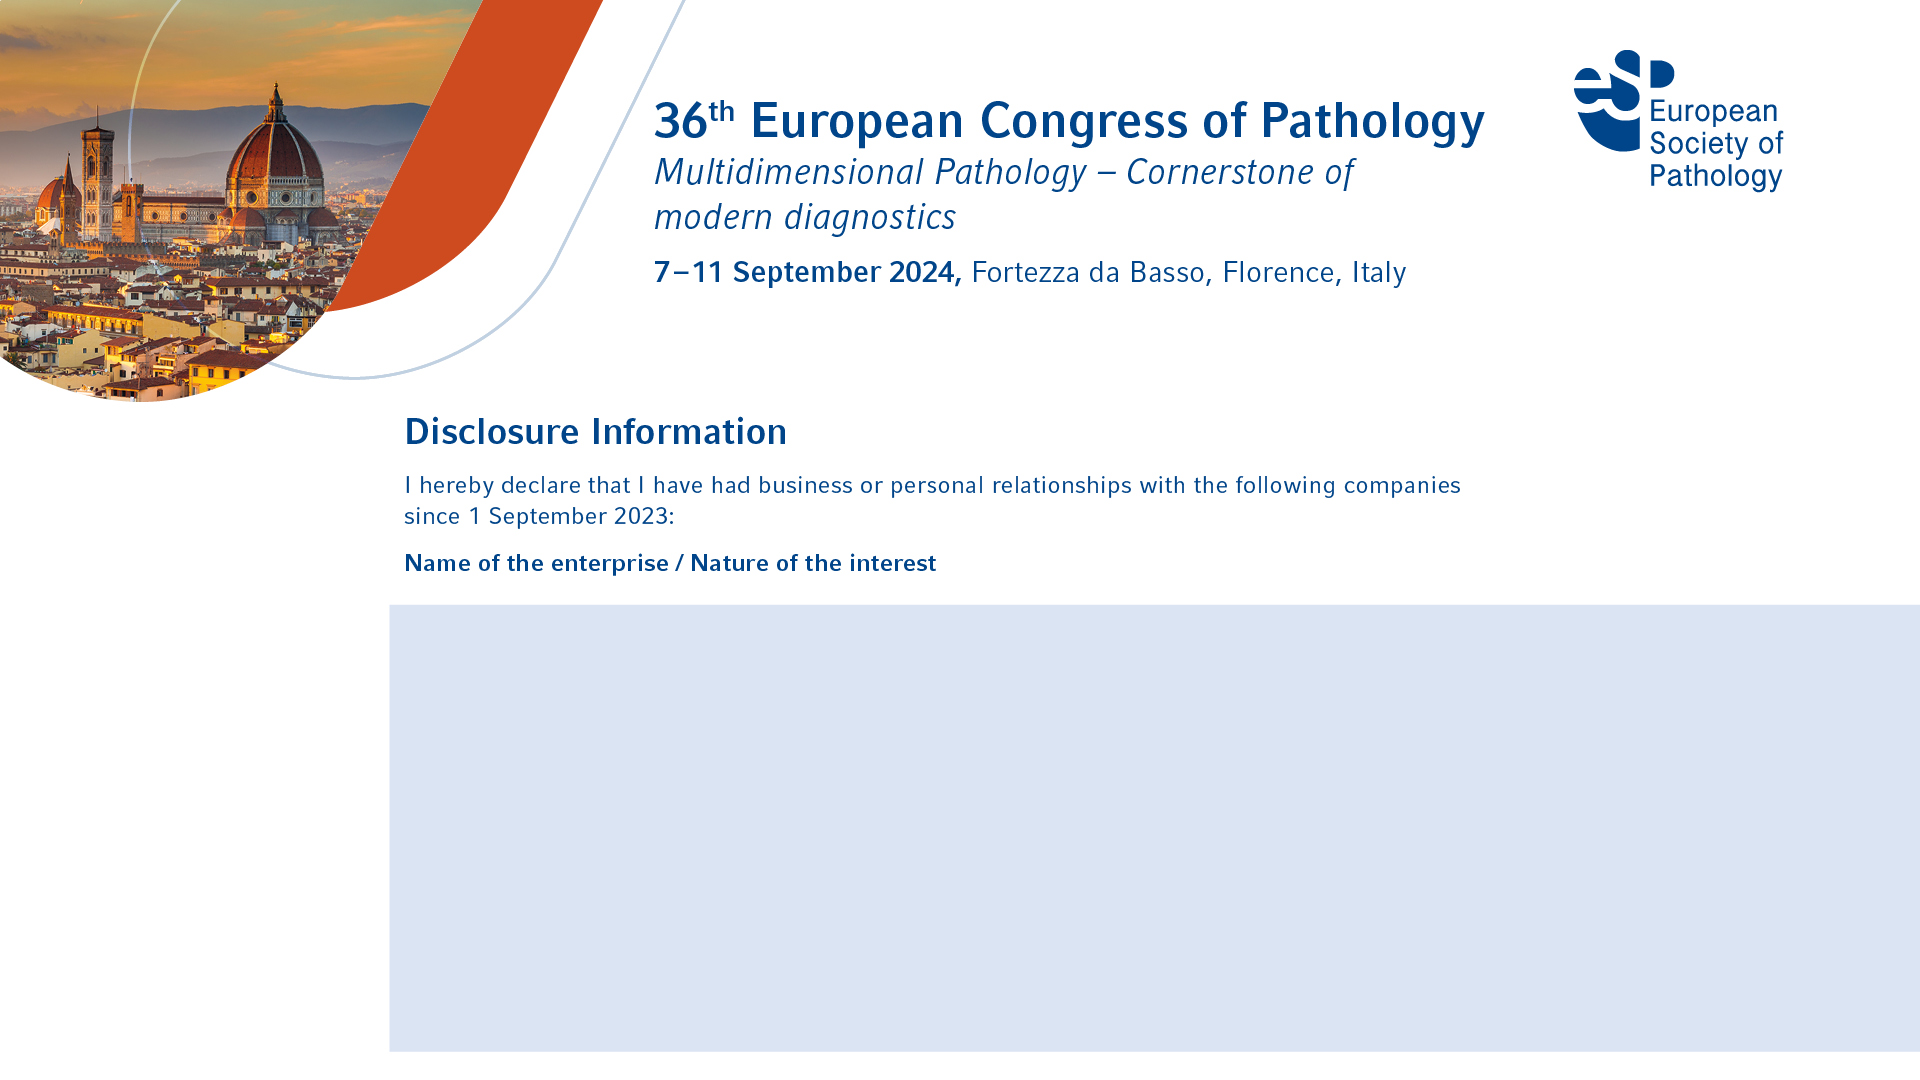 36th European Congress of Pathology
Multidimensional Pathology – Cornerstone of
modern diagnostics
7–11 September 2024, Fortezza da Basso, Florence, Italy
eSP
European
Society of
Pathology
Disclosure Information
I hereby declare that I have had business or personal relationships with the following companies
since 1 September 2023:
Name of the enterprise / Nature of the interest